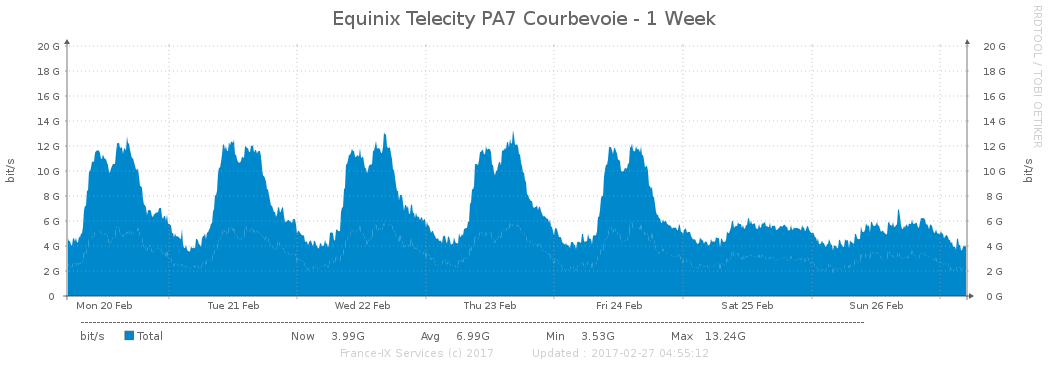 Equinix Telecity PA7 Courbevoie - 1 Week
RRDTOOL / TOBI OETIKER
bit/s
20 G 20 G
18 G 18 G
16 G 16 G
14 G 14 G
12 G 12 G
10 G 10 G
8 G 8 G
6 G 6 G
4 G 4 G
2 G 2 G
0 0 G
bit/s
Mon 20 Feb Tue 21 Feb Wed 22 Feb Thu 23 Feb Fri 24 Feb Sat 25 Feb Sun 26 Feb
bit/s Total Now 3.99G Avg 6.99G Min 3.53G Max 13.24G
France-IX Services (c) 2017 Updated : 2017-02-27 04:55:12